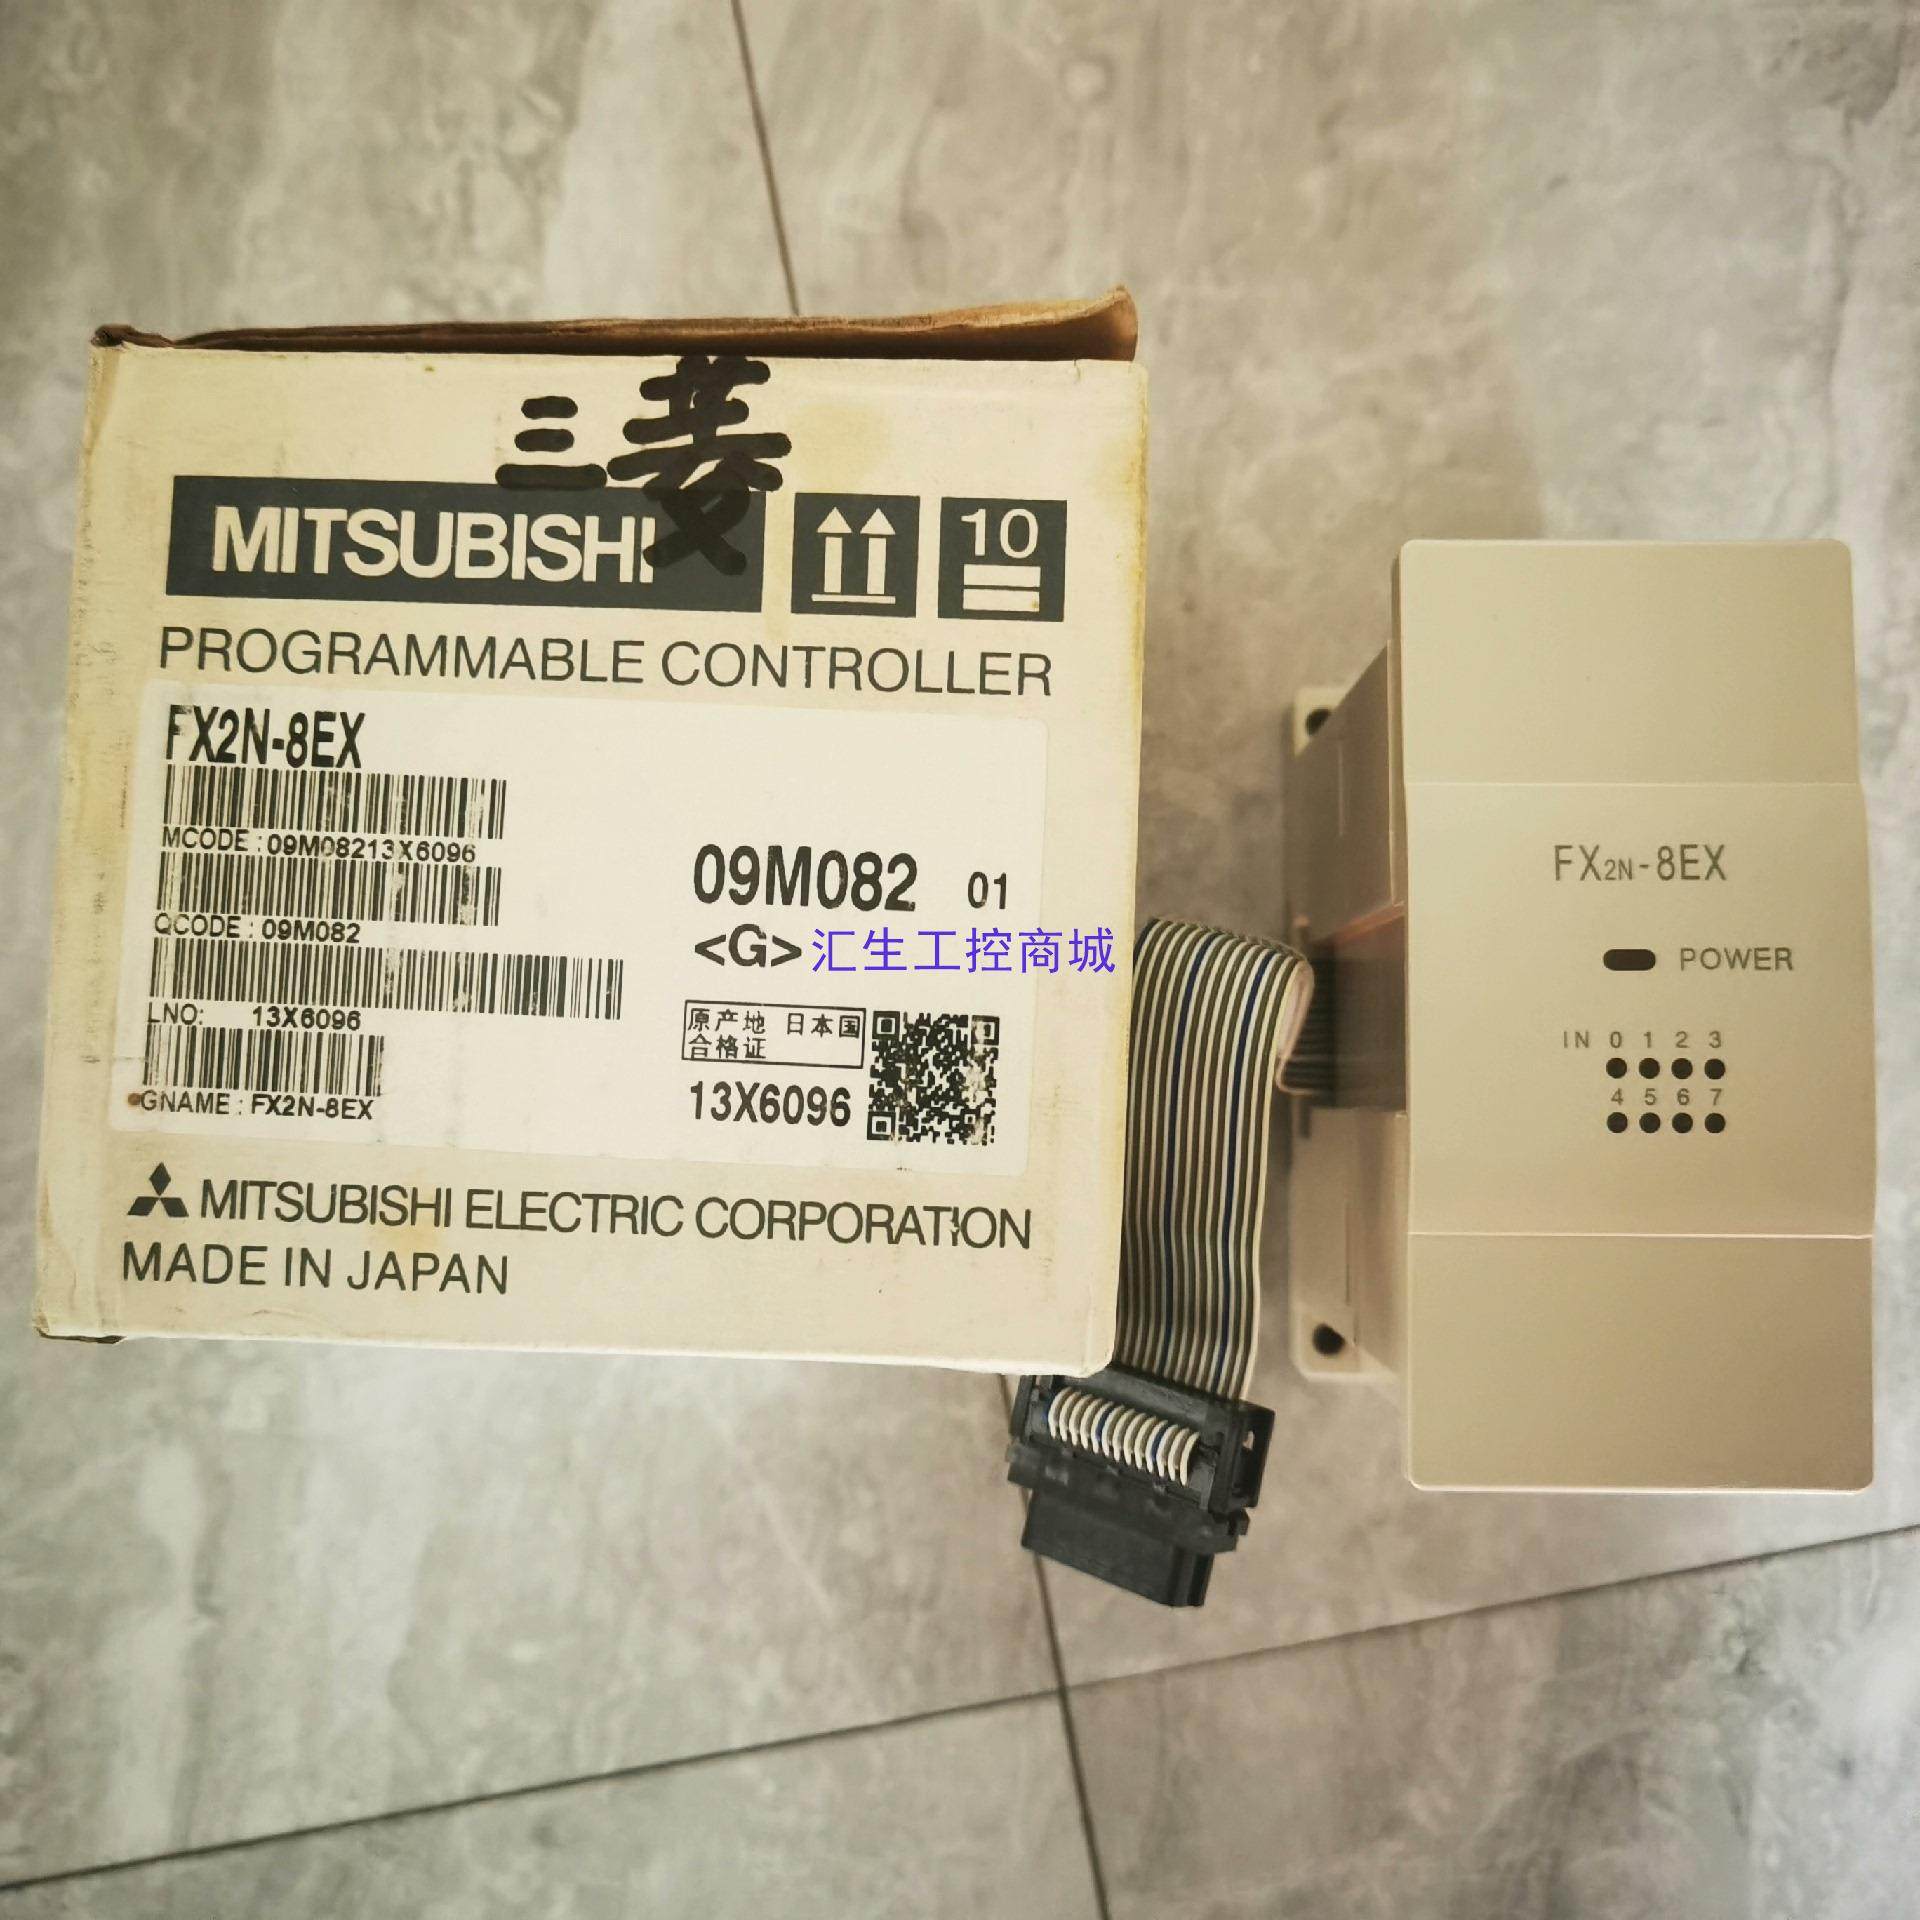 三菱
MITSUBISHI
10
PROGRAMMABLE CONTROLLER
FX2N-8EX
MCODE : 09M08213X6096
QCODE : 09M082
LNO: 13X6096
GNAME : FX2N-8EX
09M082 01
<G>
汇生工控商城
原产地 日本国
合格证
13X6096
MITSUBISHI ELECTRIC CORPORATION
MADE IN JAPAN
FX2N-8EX
POWER
IN 0 1 2 3
4 5 6 7